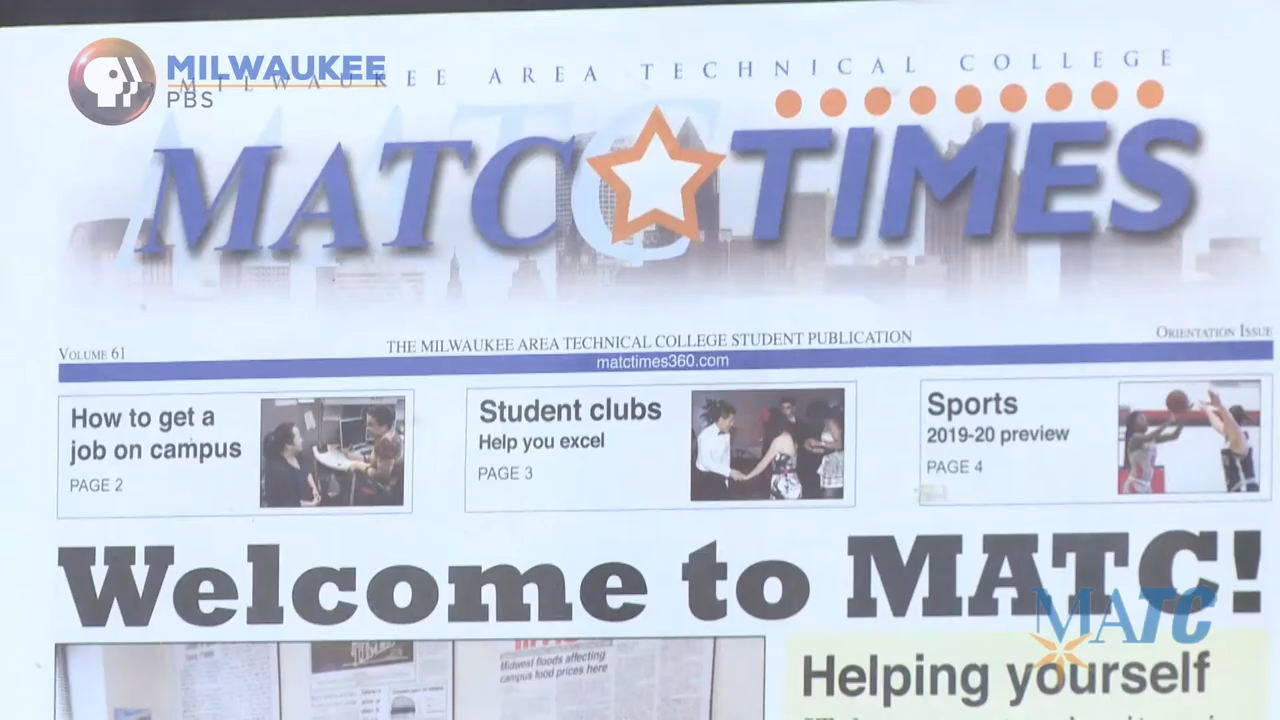 MILWAUKEE
PBS
MILWAUKEE AREA TECHNICAL COLLEGE
MATC TIMES
VOLUME 61
THE MILWAUKEE AREA TECHNICAL COLLEGE STUDENT PUBLICATION
ORIENTATION ISSUE
matctimes360.com
How to get a
job on campus
PAGE 2
Student clubs
Help you excel
PAGE 3
Sports
2019-20 preview
PAGE 4
Welcome to MATC!
MATC
Midwest floods affecting
campus food prices here
Helping yourself